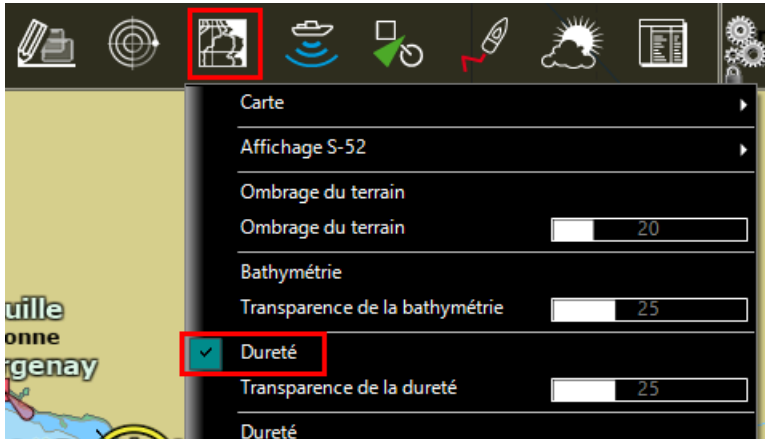 Carte
Affichage S-52
Ombrage du terrain
Ombrage du terrain 20
Bathymétrie
Transparence de la bathymétrie 25
uille
onne
rgenay
Dureté
Transparence de la dureté 25
Dureté